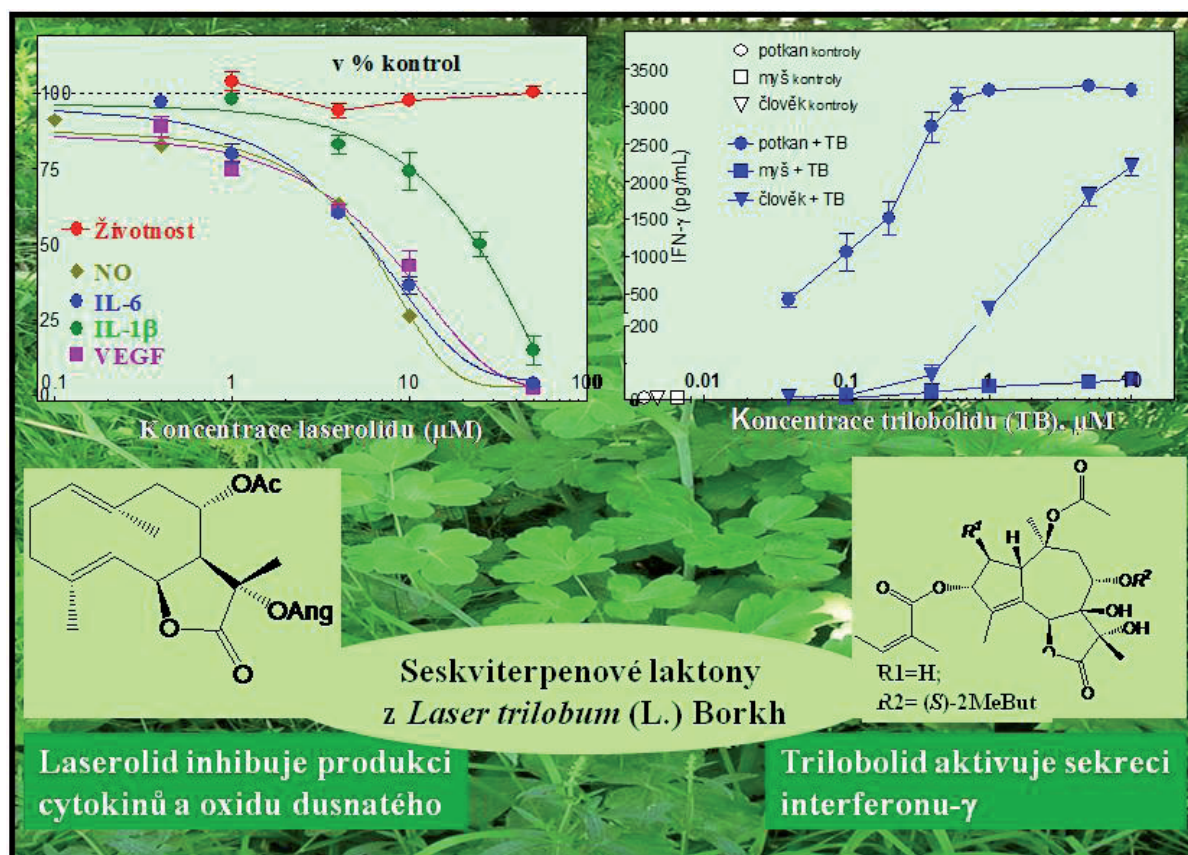 v % kontrol
100
75
50
25
0
0.1
1
10
100
Životnost
NO
IL-6
IL-1β
VEGF
Koncentrace laserolidu (µM)
potkan kontroly
myš kontroly
člověk kontroly
potkan + TB
myš + TB
člověk + TB
IFN-γ (pg/mL)
3500
3000
2500
2000
1500
1000
500
200
0
0.01
0.1
1
10
Koncentrace trilobolidu (TB), µM
OAc
OAng
O
O
O
O
R¹
H
O
O
O
OR²
OH
OH
O
O
R1=H;
R2= (S)-2MeBut
Seskviterpenové laktony
z Laser trilobum (L.) Borkh
Laserolid inhibuje produkci
cytokinů a oxidu dusnatého
Trilobolid aktivuje sekreci
interferonu-γ